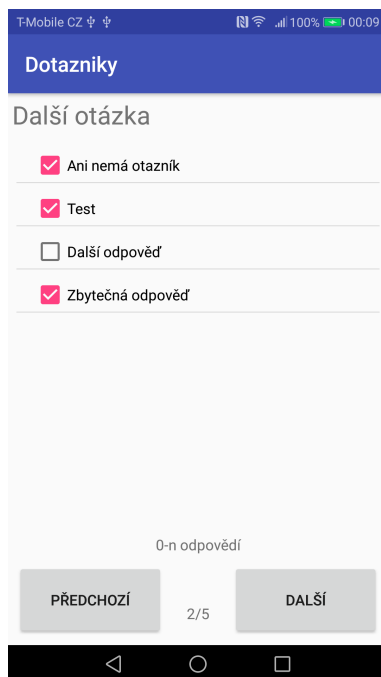 T-Mobile CZ 100% 00:09
Dotazniky
Další otázka
Ani nemá otazník
Test
Další odpověď
Zbytečná odpověď
0-n odpovědí
PŘEDCHOZÍ
2/5
DALŠÍ